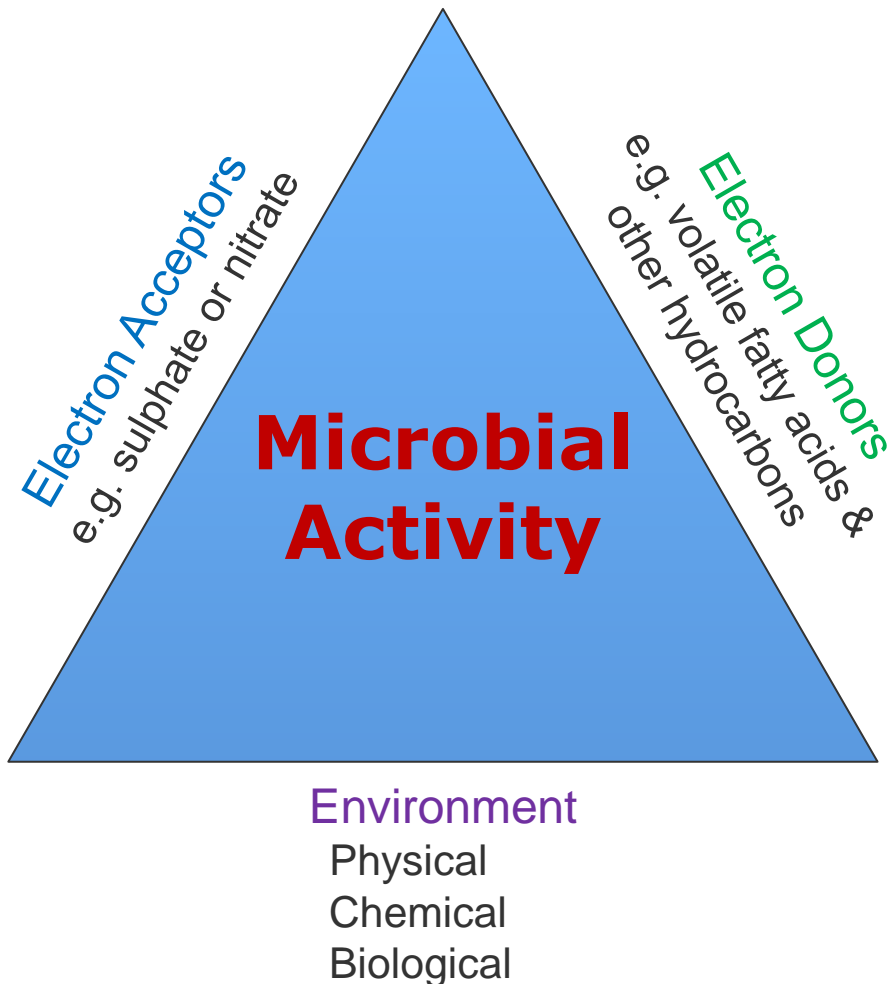 Electron Acceptors
e.g. sulphate or nitrate
Electron Donors
e.g. volatile fatty acids &
other hydrocarbons
Microbial
Activity
Environment
Physical
Chemical
Biological